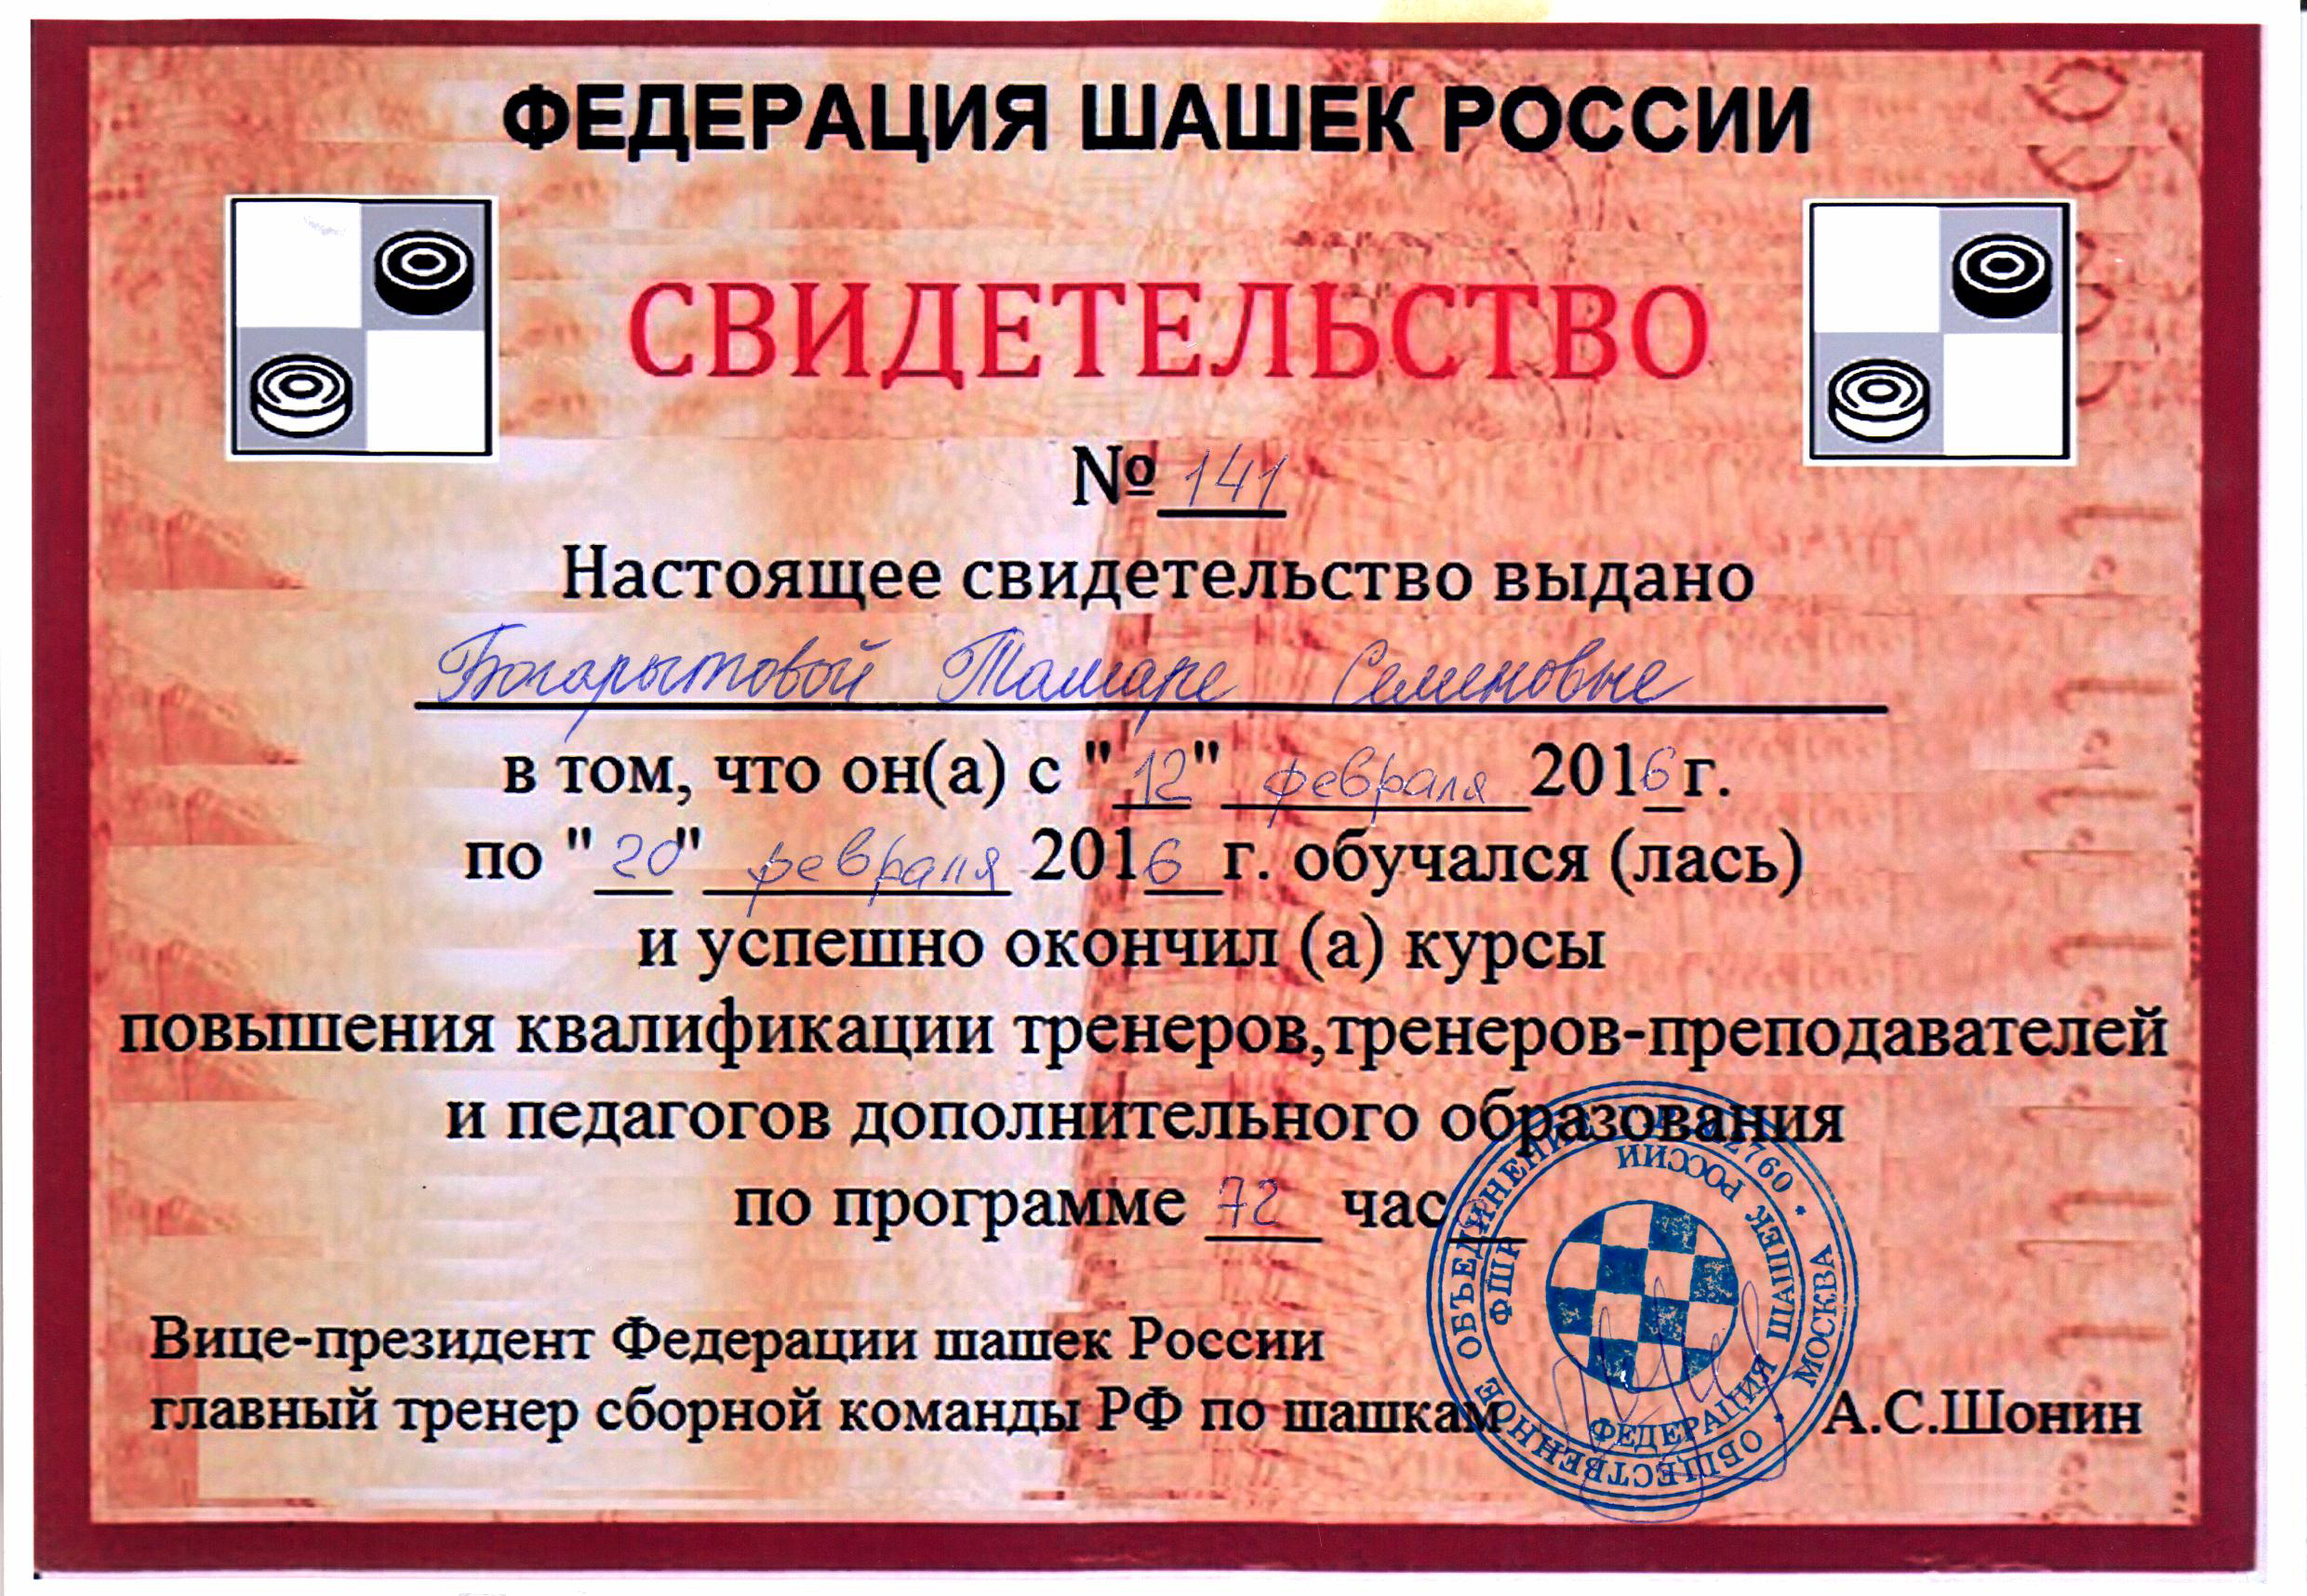 ФЕДЕРАЦИЯ ШАШЕК РОССИИ
СВИДЕТЕЛЬСТВО
№ 141
Настоящее свидетельство выдано
Богарытовой Тамаре Семеновне
в том, что он(а) с "12" февраля 2016 г.
по "20" февраля 2016 г. обучался (лась)
и успешно окончил (а) курсы
повышения квалификации тренеров,тренеров-преподавателей
и педагогов дополнительного образования
по программе 72 час
Вице-президент Федерации шашек России
главный тренер сборной команды РФ по шашкам А.С.Шонин
ОБЩЕСТВЕННОЕ ОБЪЕДИНЕНИЕ 2760 * МОСКВА
ФШР ФЕДЕРАЦИЯ ШАШЕК РОССИИ